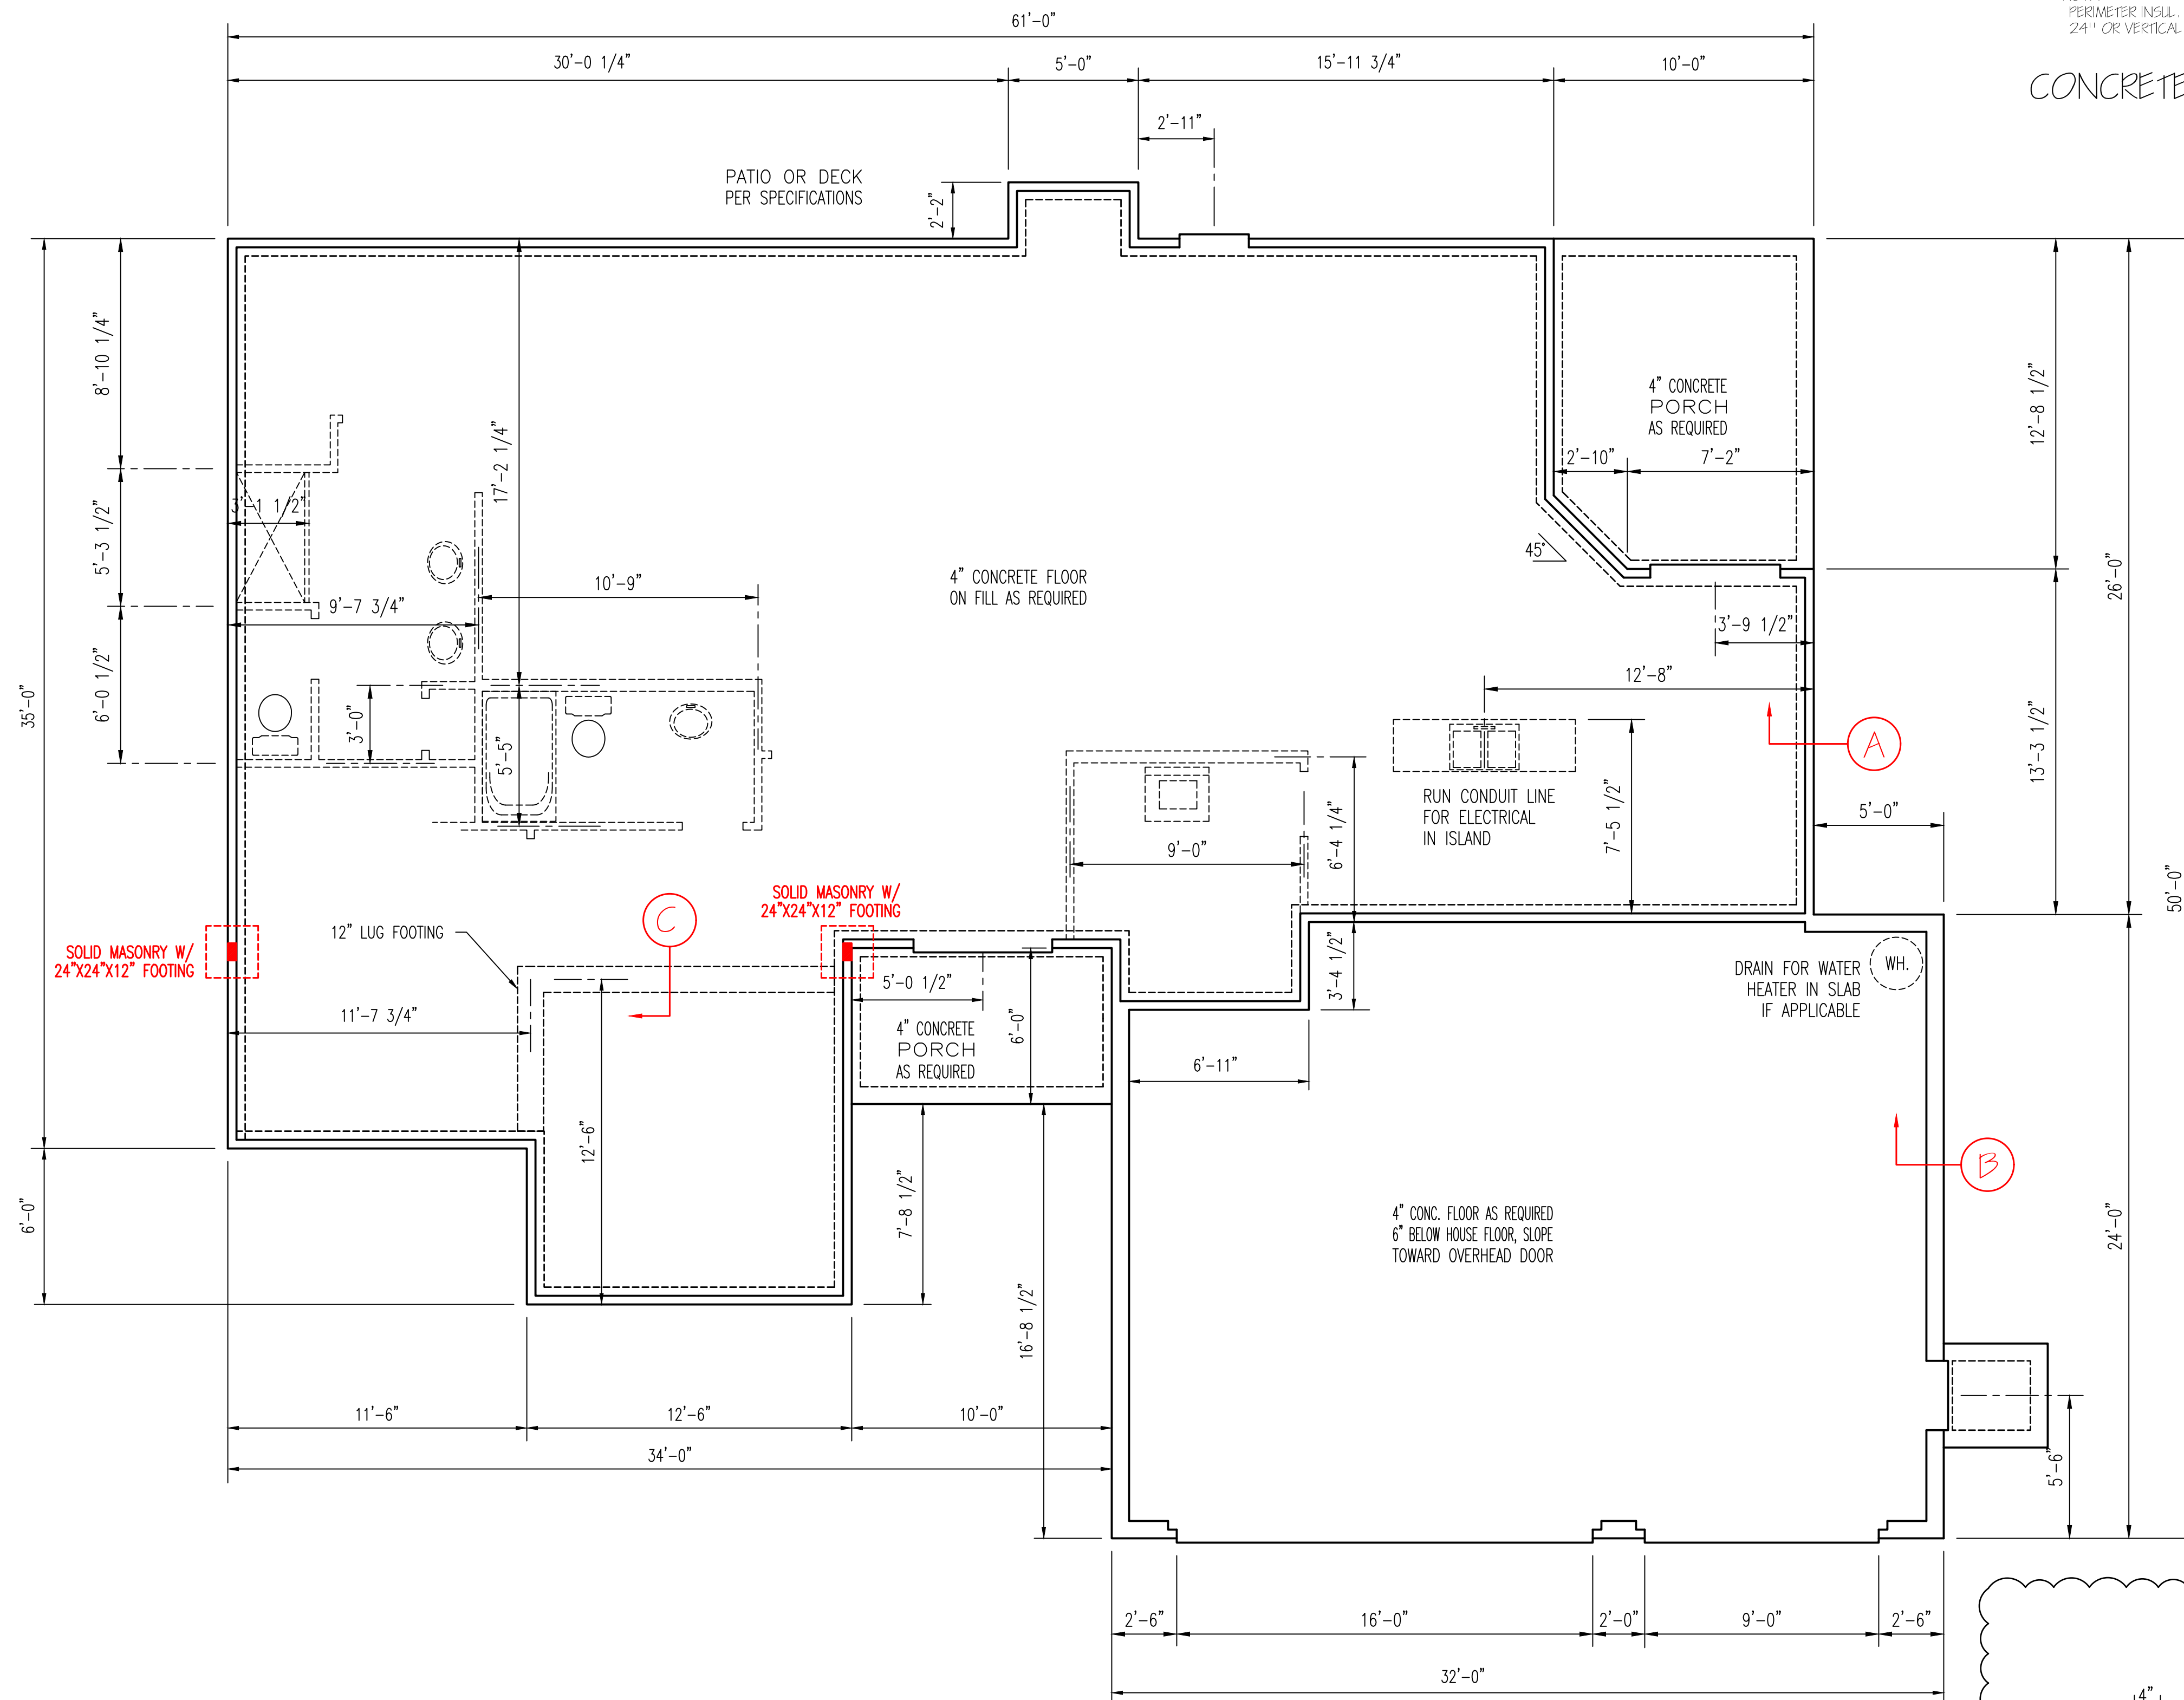 PERIMETER INSUL.
24" OR VERTICAL
CONCRETE
61'-0"
30'-0 1/4"
5'-0"
15'-11 3/4"
10'-0"
2'-11"
PATIO OR DECK
PER SPECIFICATIONS
2'-2"
8'-10 1/4"
17'-2 1/4"
12'-8 1/2"
4" CONCRETE
PORCH
AS REQUIRED
2'-10"
7'-2"
3'-1 1/2"
5'-3 1/2"
45°
26'-0"
4" CONCRETE FLOOR
ON FILL AS REQUIRED
10'-9"
9'-7 3/4"
3'-9 1/2"
12'-8"
35'-0"
6'-0 1/2"
3'-0"
5'-5"
A
13'-3 1/2"
RUN CONDUIT LINE
FOR ELECTRICAL
IN ISLAND
7'-5 1/2"
5'-0"
6'-4 1/4"
9'-0"
50'-0"
SOLID MASONRY W/
24"X24"X12" FOOTING
C
12" LUG FOOTING
SOLID MASONRY W/
24"X24"X12" FOOTING
DRAIN FOR WATER
HEATER IN SLAB
IF APPLICABLE
WH.
5'-0 1/2"
3'-4 1/2"
11'-7 3/4"
4" CONCRETE
PORCH
AS REQUIRED
6'-0"
6'-11"
12'-6"
B
6'-0"
7'-8 1/2"
4" CONC. FLOOR AS REQUIRED
6" BELOW HOUSE FLOOR, SLOPE
TOWARD OVERHEAD DOOR
24'-0"
16'-8 1/2"
11'-6"
12'-6"
10'-0"
34'-0"
5'-6"
2'-6"
16'-0"
2'-0"
9'-0"
2'-6"
32'-0"
4"